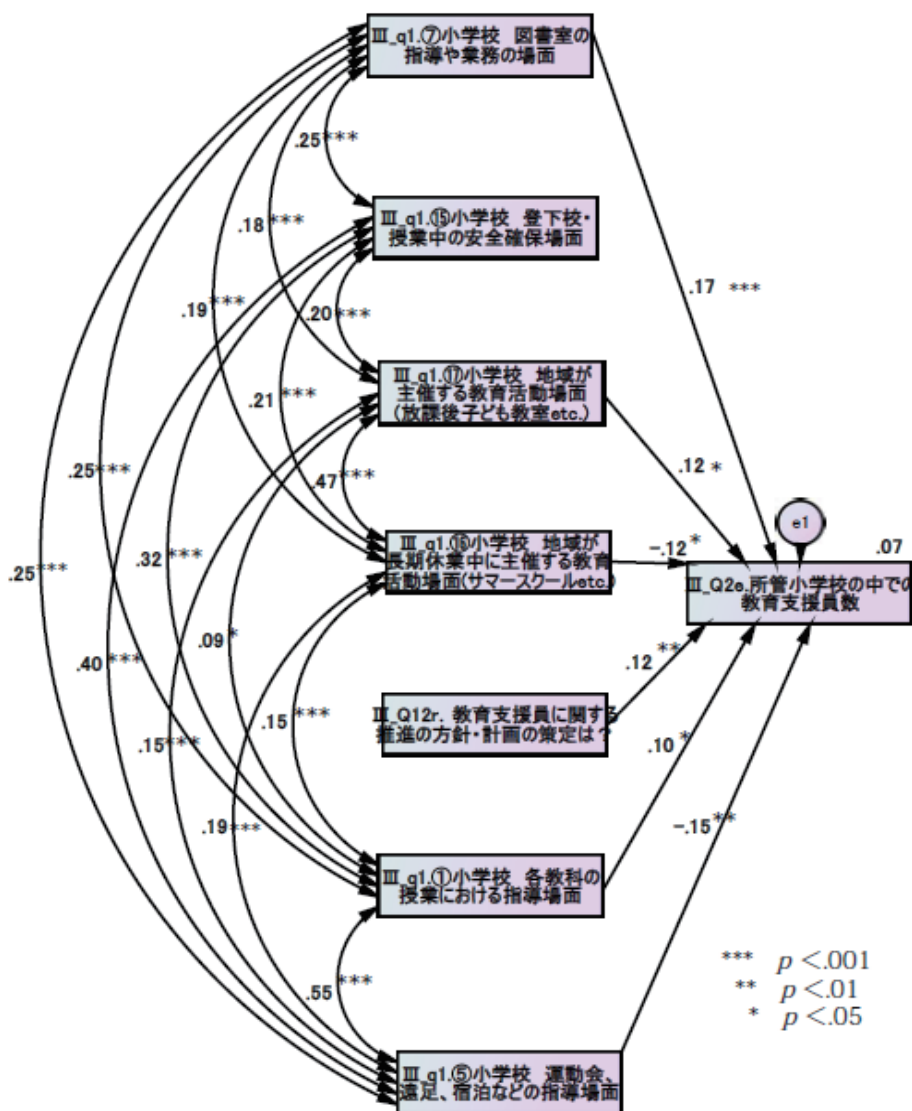 Ⅲ_q1.⑦小学校 図書室の
指導や業務の場面
.25***
Ⅲ_q1.⑮小学校 登下校・
授業中の安全確保場面
.18***
.17 ***
.19***
.20***
Ⅲ_q1.⑰小学校 地域が
主催する教育活動場面
(放課後子ども教室etc.)
.21***
.25***
.47***
.12*
e1
Ⅲ_q1.⑯小学校 地域が
長期休業中に主催する教育
活動場面(サマースクールetc.)
-.12*
.07
Ⅲ_Q2e.所管小学校の中での
教育支援員数
.32***
.25***
.09*
.40***
.12**
Ⅲ_Q12r. 教育支援員に関する
推進の方針・計画の策定は?
.15***
.15***
.10*
.19***
-.15**
Ⅲ_q1.①小学校 各教科の
授業における指導場面
.55***
*** p<.001
** p<.01
* p<.05
Ⅲ_q1.⑤小学校 運動会、
遠足、宿泊などの指導場面